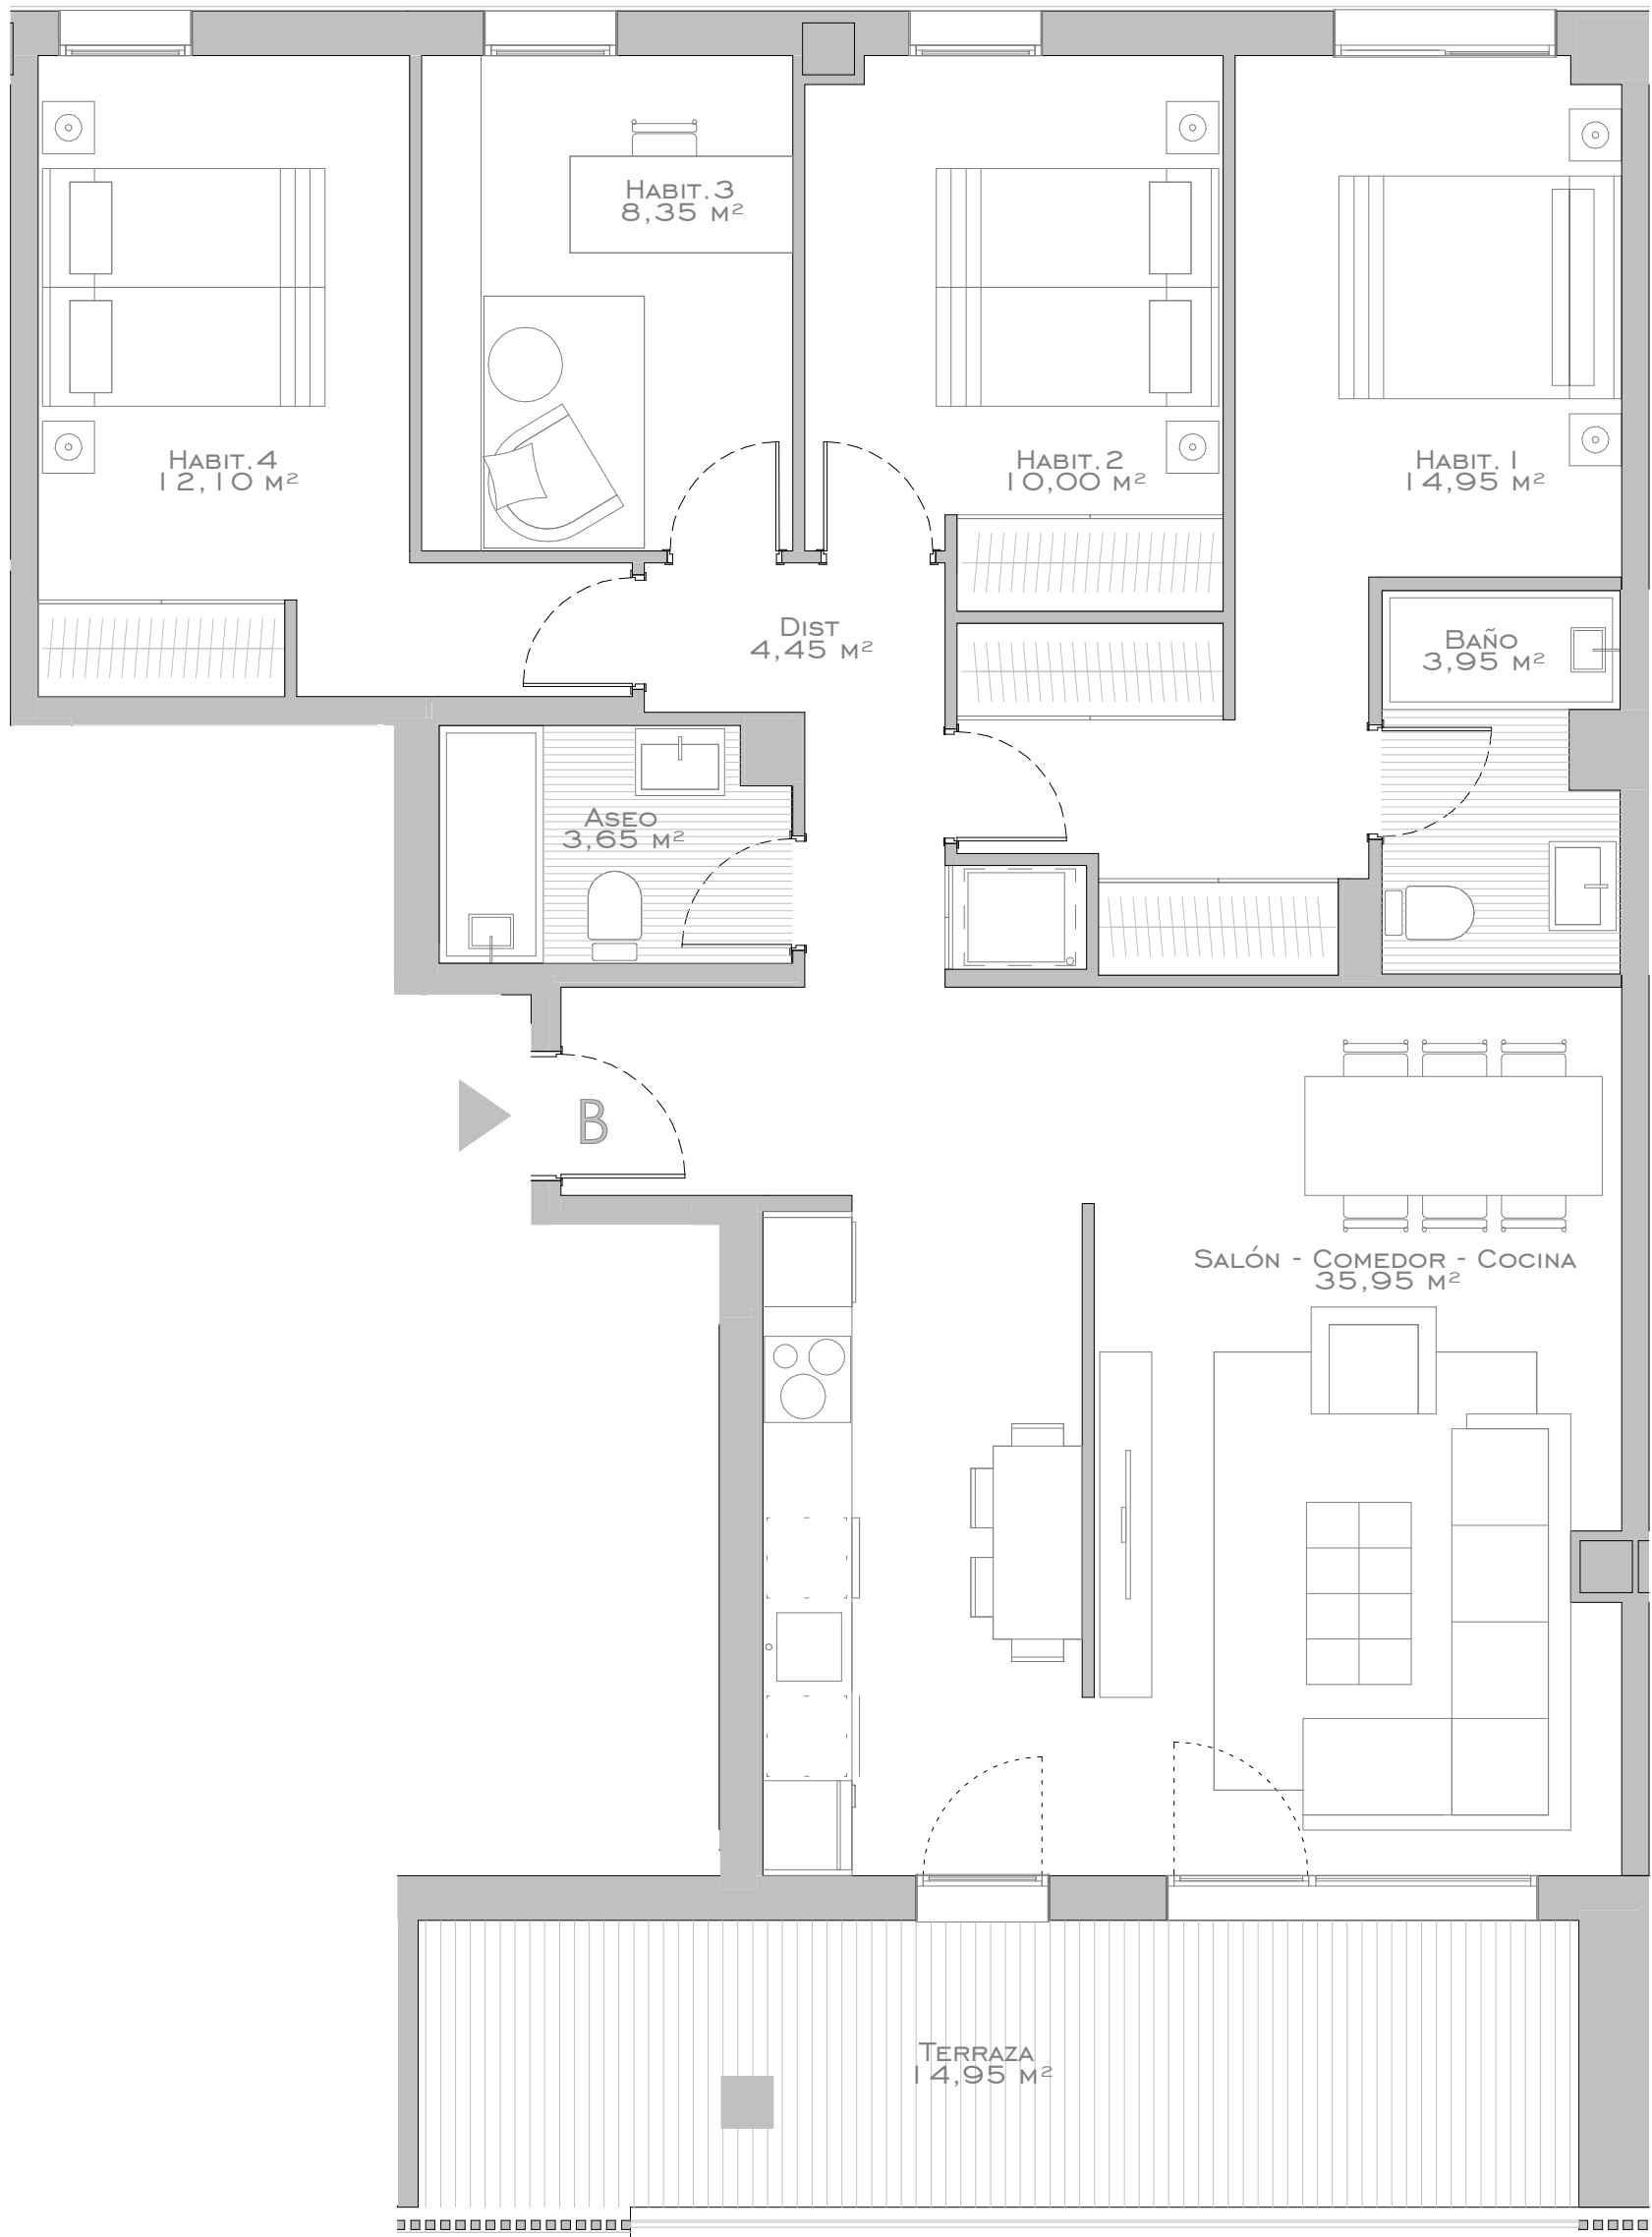 Habit.3
8,35 m²
Habit.4
12,10 m²
Habit.2
10,00 m²
Habit.1
14,95 m²
Dist
4,45 m²
Baño
3,95 m²
Aseo
3,65 m²
B
Salón - Comedor - Cocina
35,95 m²
Terraza
14,95 m²